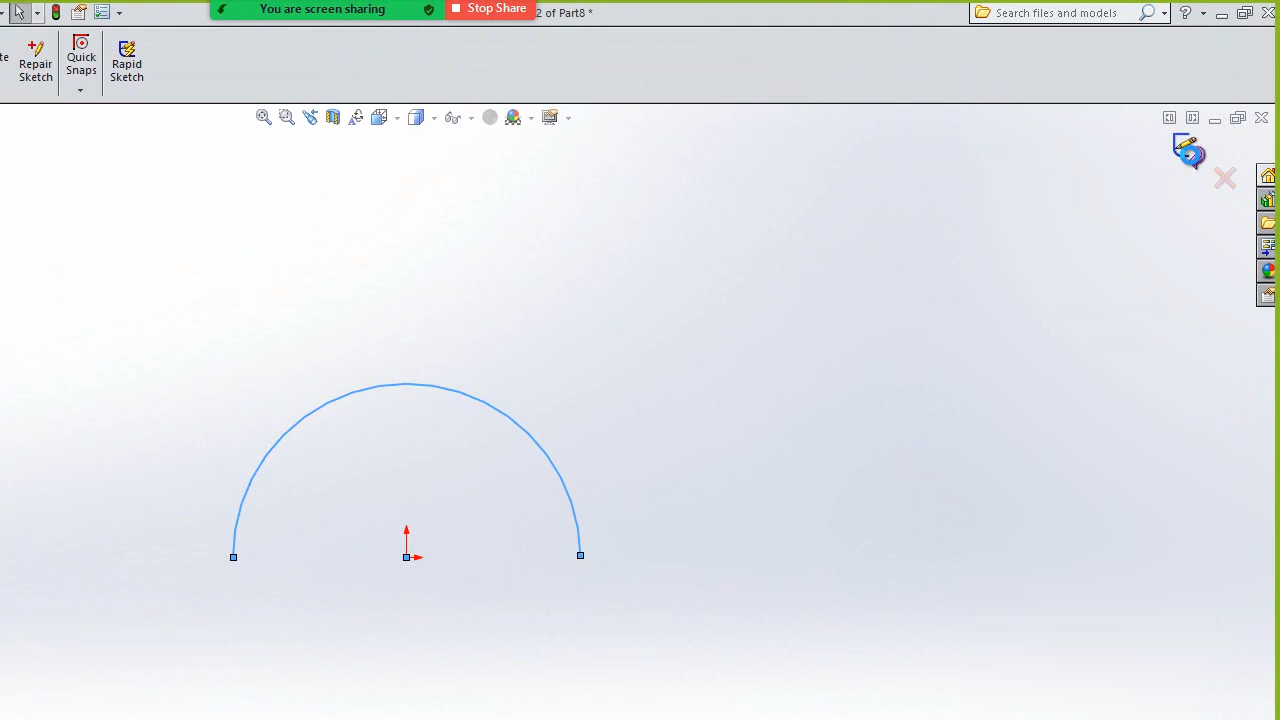 You are screen sharing
Stop Share
2 of Part8 *
Search files and models
?
te
Repair
Sketch
Quick
Snaps
Rapid
Sketch